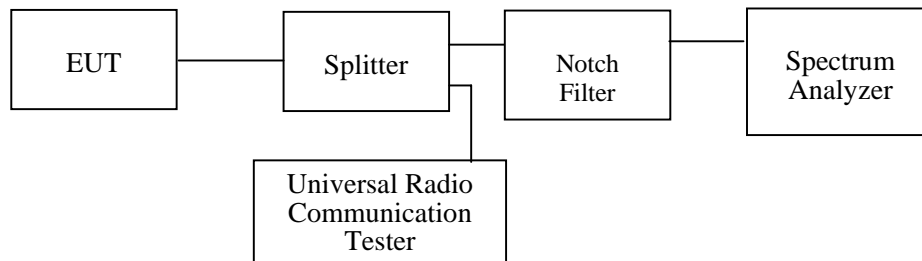 EUT
Splitter
Notch
Filter
Spectrum
Analyzer
Universal Radio
Communication
Tester